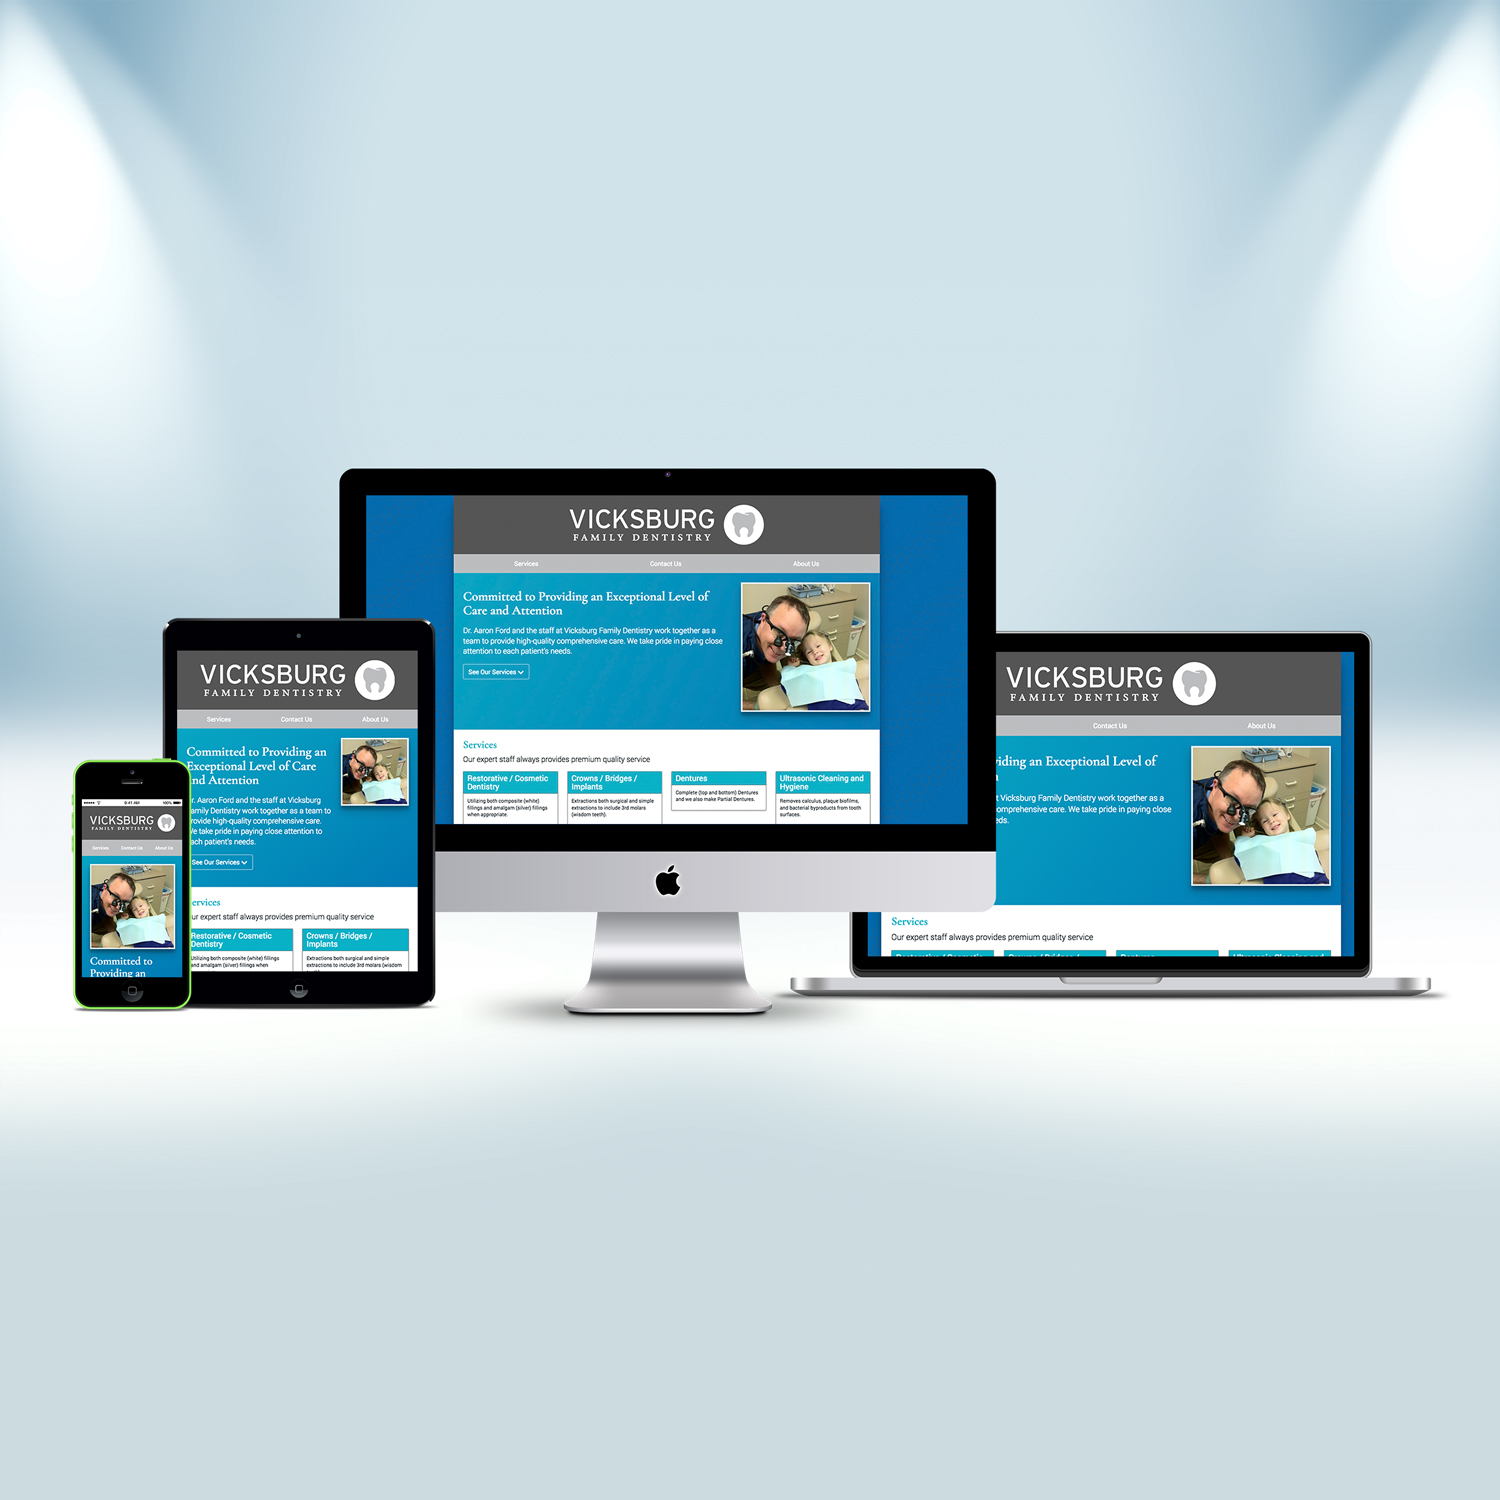 VICKSBURG
FAMILY DENTISTRY
Services Contact Us About Us
Committed to Providing an Exceptional Level of
Care and Attention
Dr. Aaron Ford and the staff at Vicksburg Family Dentistry work together as a
team to provide high-quality comprehensive care. We take pride in paying close
attention to each patient's needs.
See Our Services
Services
Our expert staff always provides premium quality service
Restorative / Cosmetic
Dentistry
Utilizing both composite (white)
fillings and amalgam (silver) fillings
when appropriate.
Crowns / Bridges /
Implants
Extractions both surgical and simple
extractions to include 3rd molars
(wisdom teeth).
Dentures
Complete (top and bottom) Dentures
and we also make Partial Dentures.
Ultrasonic Cleaning and
Hygiene
Removes calculus, plaque biofilms,
and bacterial byproducts from tooth
surfaces.
VICKSBURG
FAMILY DENTISTRY
Services Contact Us About Us
Committed to Providing an
Exceptional Level of Care
nd Attention
r. Aaron Ford and the staff at Vicksburg
amily Dentistry work together as a team to
rovide high-quality comprehensive care.
e take pride in paying close attention to
ach patient's needs.
See Our Services
ervices
ur expert staff always provides premium quality service
Restorative / Cosmetic
Dentistry
Utilizing both composite (white)
and amalgam (silver) fillings when
Crowns / Bridges /
Implants
Extractions both surgical and simple
extractions to include 3rd molars (wisdom
9:41 AM 100%
VICKSBURG
FAMILY DENTISTRY
Services Contact Us About Us
Committed to
Providing an
VICKSBURG
FAMILY DENTISTRY
Contact Us About Us
iding an Exceptional Level of
Vicksburg Family Dentistry work together as a
omprehensive care. We take pride in paying close
eds.
Services
Our expert staff always provides premium quality service